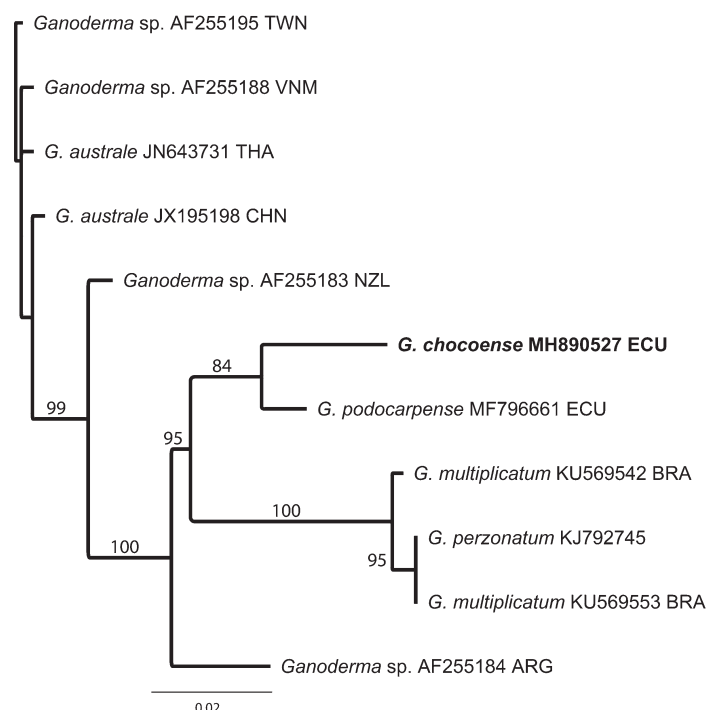 Ganoderma sp. AF255195 TWN
Ganoderma sp. AF255188 VNM
G. australe JN643731 THA
G. australe JX195198 CHN
Ganoderma sp. AF255183 NZL
G. chocoense MH890527 ECU
84
99
G. podocarpense MF796661 ECU
95
G. multiplicatum KU569542 BRA
100
G. perzonatum KJ792745
100
95
G. multiplicatum KU569553 BRA
Ganoderma sp. AF255184 ARG
0.02